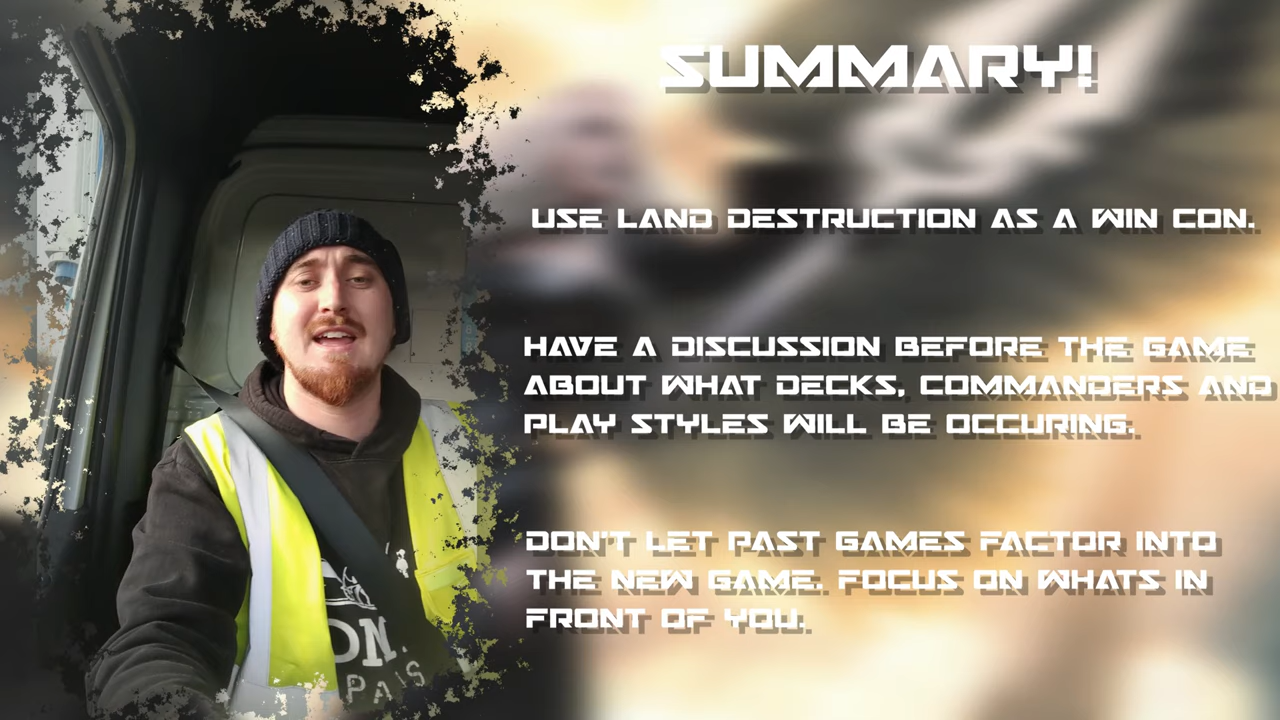 SUMMARY!
USE LAND DESTRUCTION AS A WIN CON.
HAVE A DISCUSSION BEFORE THE GAME
ABOUT WHAT DECKS, COMMANDERS AND
PLAY STYLES WILL BE OCCURING.
DON'T LET PAST GAMES FACTOR INTO
THE NEW GAME. FOCUS ON WHATS IN
FRONT OF YOU.